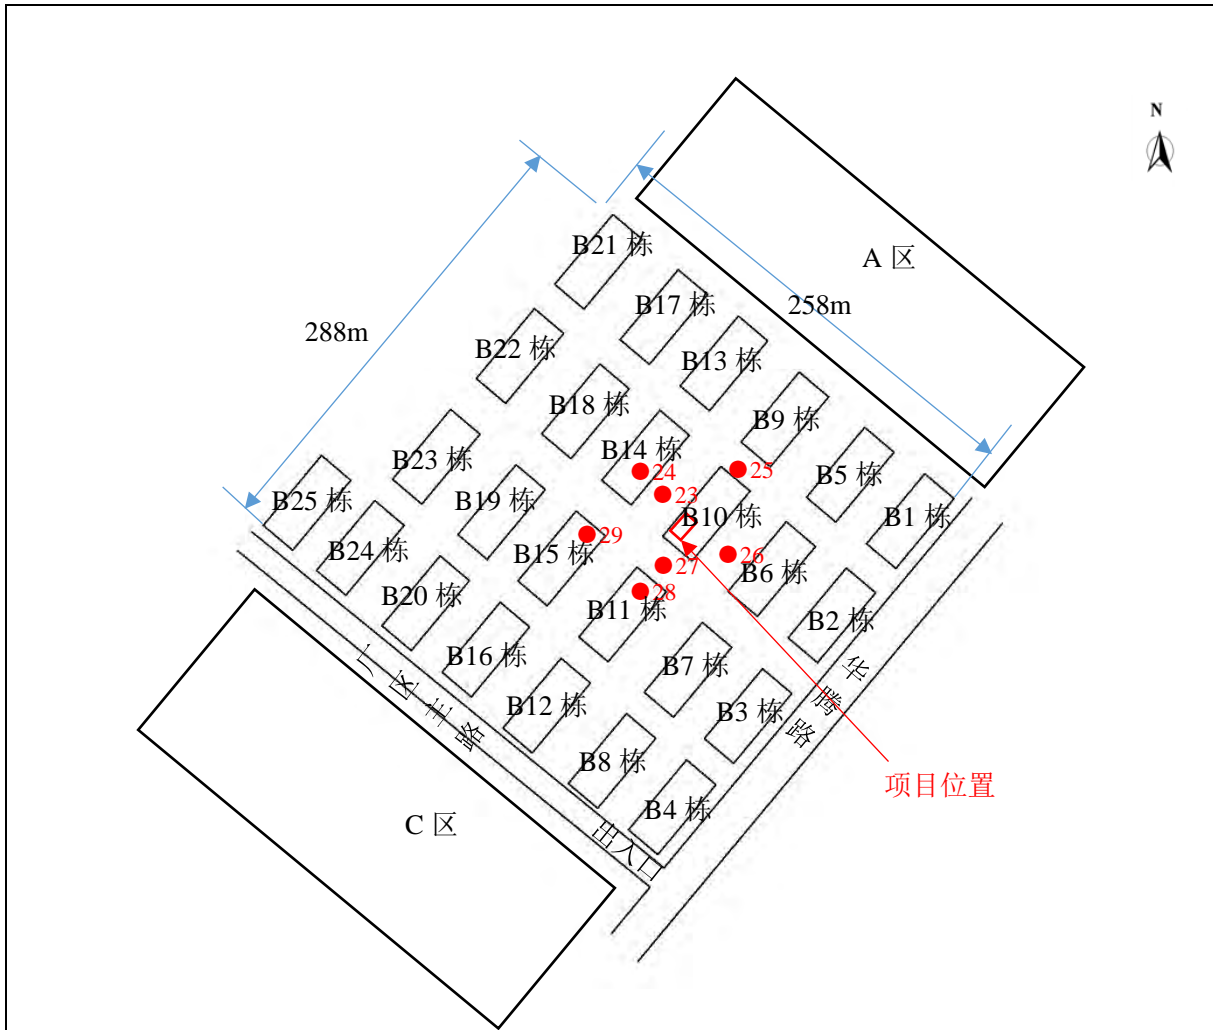 N
B21 栋
A 区
B17 栋
258m
288m
B22 栋
B13 栋
B18 栋
B9 栋
B14 栋
B23 栋
24
25
B5 栋
B25 栋
B19 栋
23
B10 栋
B1 栋
29
B24 栋
B15 栋
26
27
B6 栋
B20 栋
28
B11 栋
B2 栋
B16 栋
B7 栋
华腾路
厂区主路
B12 栋
B3 栋
B8 栋
项目位置
B4 栋
C 区
出入口